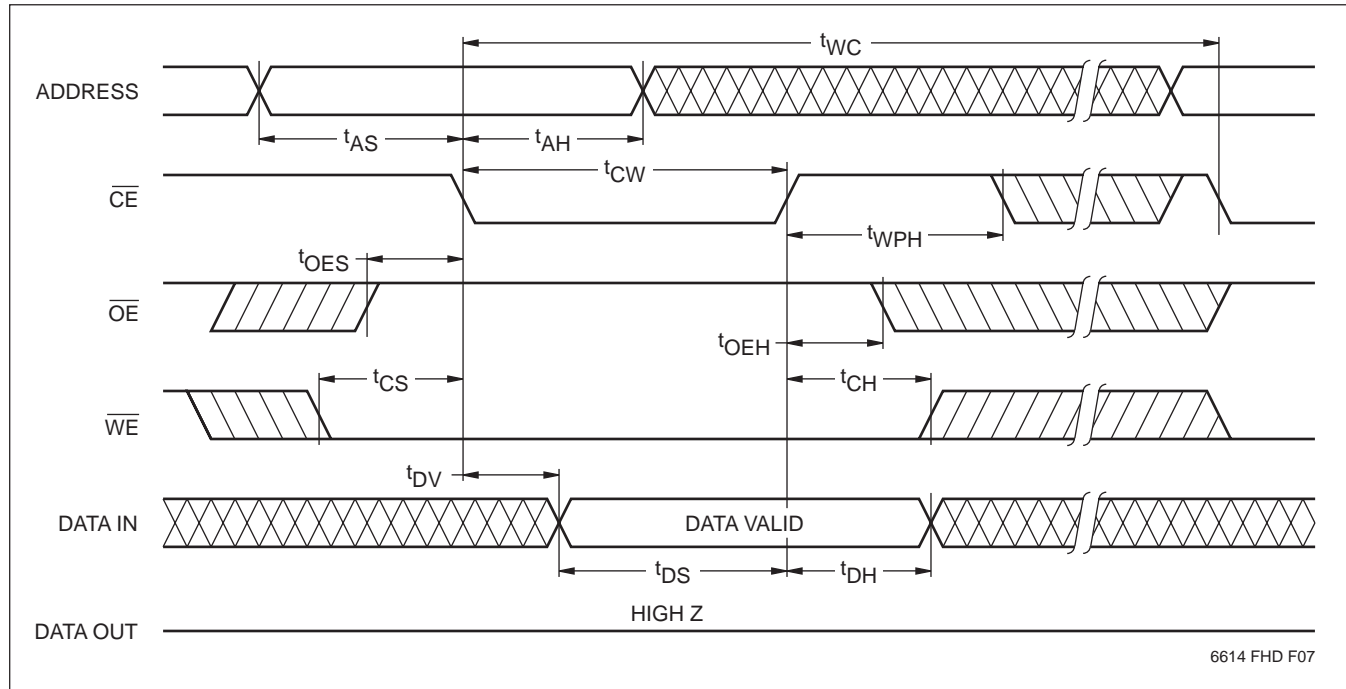 tWC
ADDRESS
tAS
tAH
tCW
CE
tWPH
tOES
OE
tOEH
tCS
tCH
WE
tDV
DATA IN
DATA VALID
tDS
tDH
HIGH Z
DATA OUT
6614 FHD F07